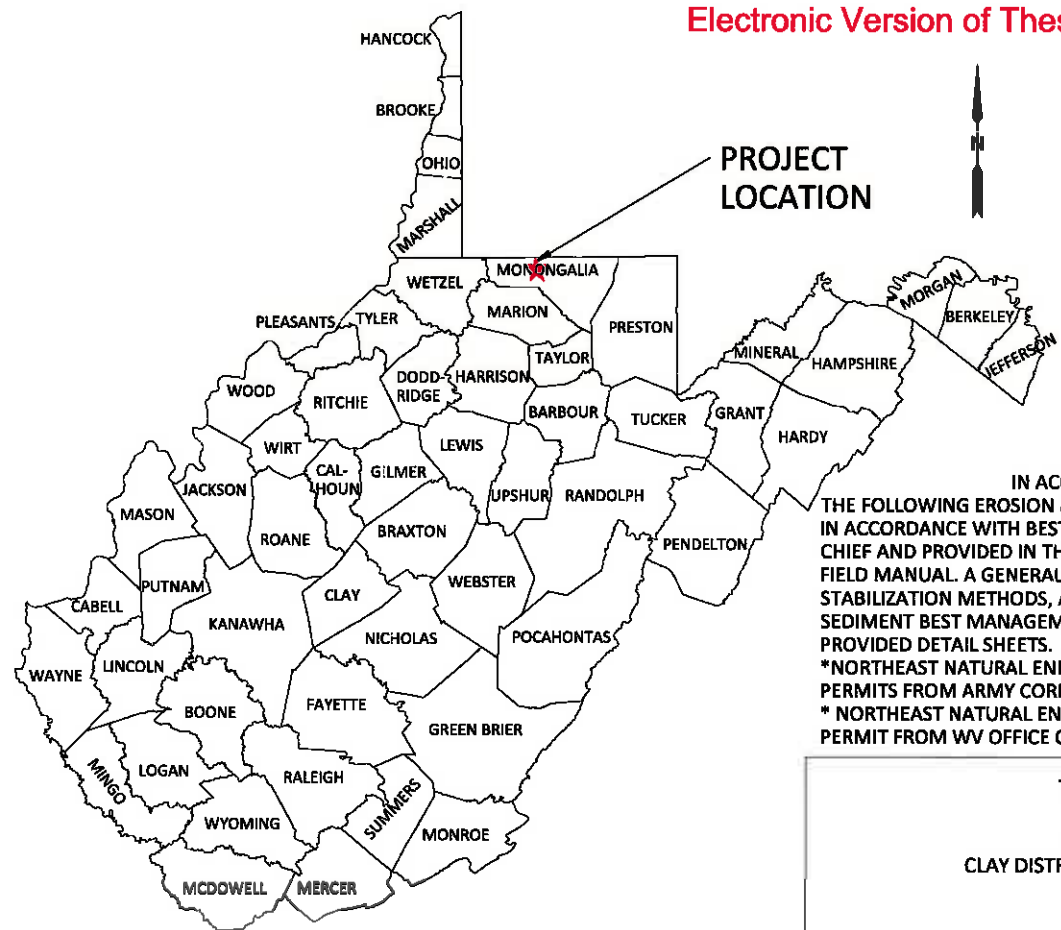 Electronic Version of Thes
HANCOCK
BROOKE
OHIO
MARSHALL
PROJECT
LOCATION
N
WETZEL
MONONGALIA
MARION
PRESTON
MORGAN
BERKELEY
JEFFERSON
PLEASANTS
TYLER
TAYLOR
MINERAL
HAMPSHIRE
WOOD
RITCHIE
DODD-
RIDGE
HARRISON
BARBOUR
TUCKER
GRANT
HARDY
WIRT
CAL-
HOUN
GILMER
LEWIS
UPSHUR
RANDOLPH
JACKSON
MASON
ROANE
BRAXTON
PENDELTON
PUTNAM
CABELL
KANAWHA
CLAY
WEBSTER
NICHOLAS
POCAHONTAS
WAYNE
LINCOLN
BOONE
FAYETTE
GREEN BRIER
MINGO
LOGAN
RALEIGH
SUMMERS
WYOMING
MONROE
MCDOWELL
MERCER
IN ACC
THE FOLLOWING EROSION
IN ACCORDANCE WITH BEST
CHIEF AND PROVIDED IN TH
FIELD MANUAL. A GENERAL
STABILIZATION METHODS, A
SEDIMENT BEST MANAGEM
PROVIDED DETAIL SHEETS.
*NORTHEAST NATURAL ENE
PERMITS FROM ARMY CORI
* NORTHEAST NATURAL EN
PERMIT FROM WV OFFICE O
CLAY DISTR